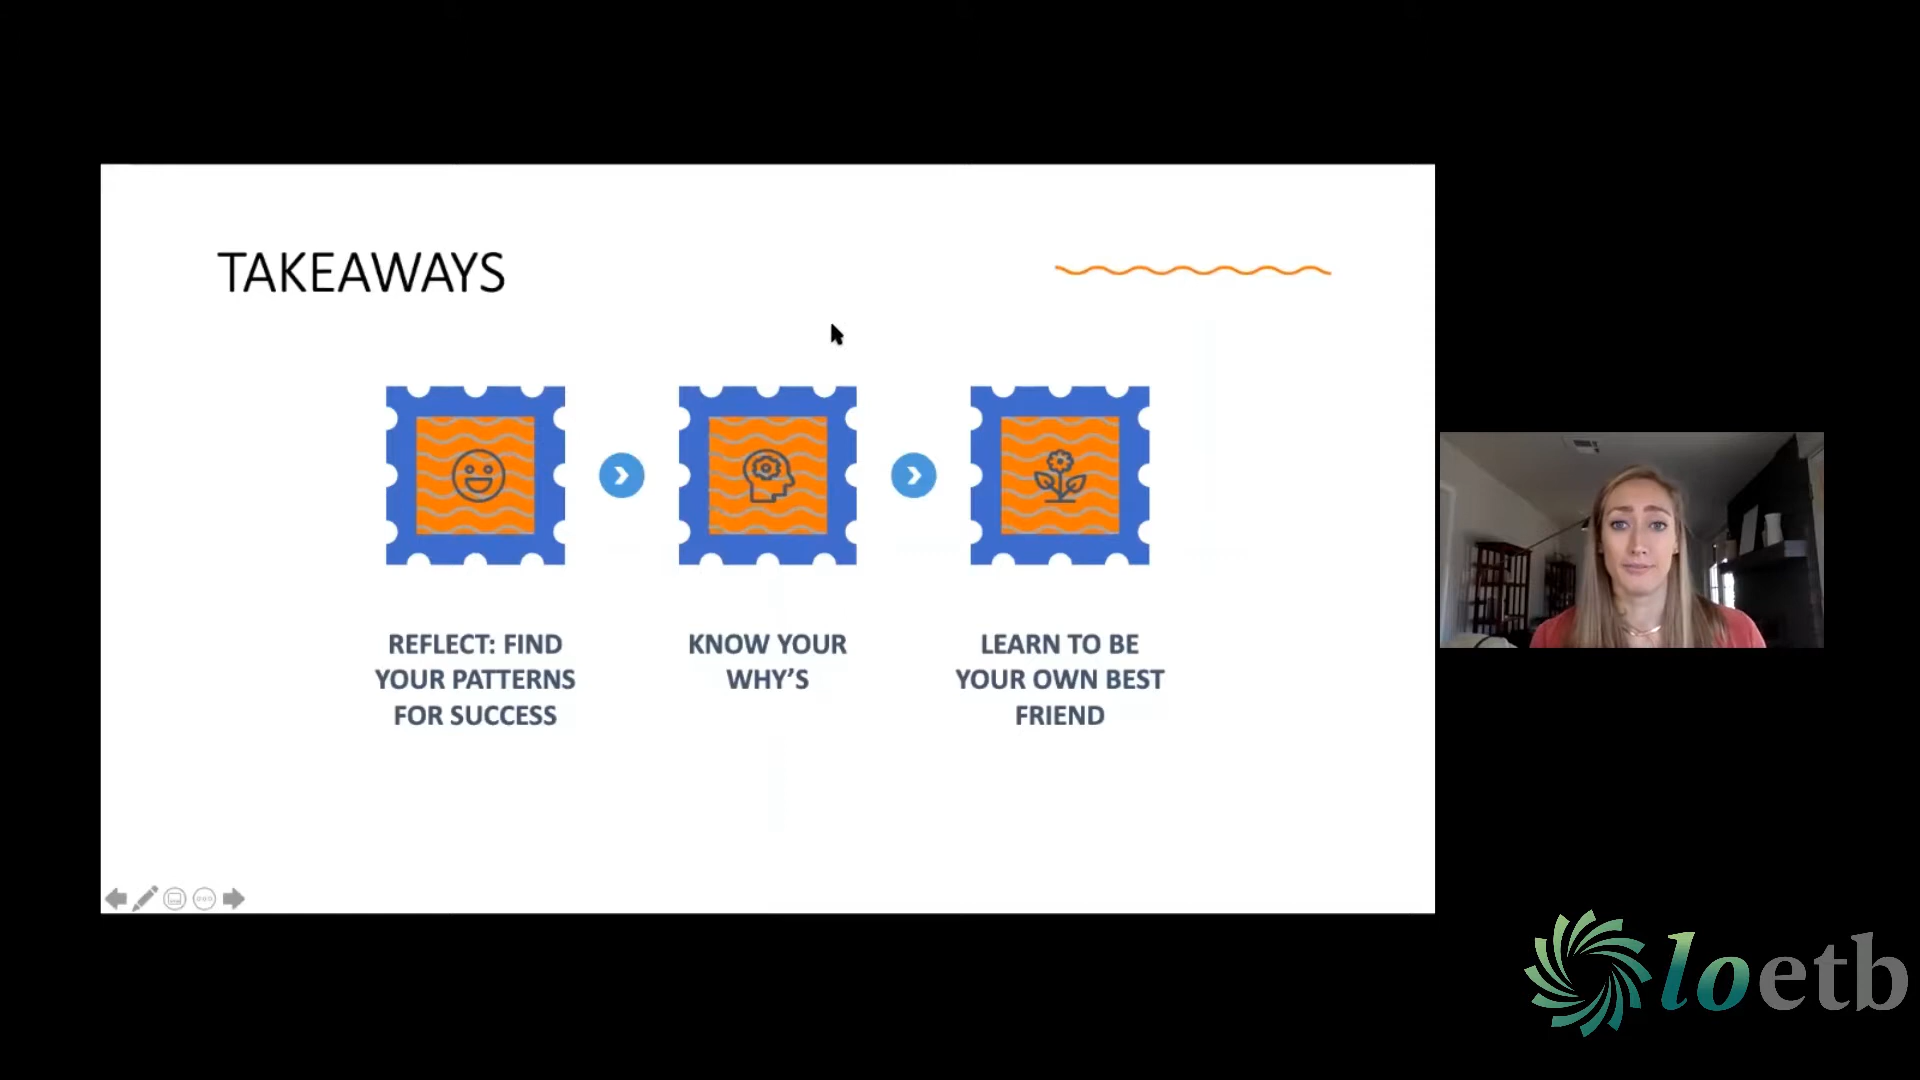 TAKEAWAYS
REFLECT: FIND
YOUR PATTERNS
FOR SUCCESS
KNOW YOUR
WHY’S
LEARN TO BE
YOUR OWN BEST
FRIEND
loetb